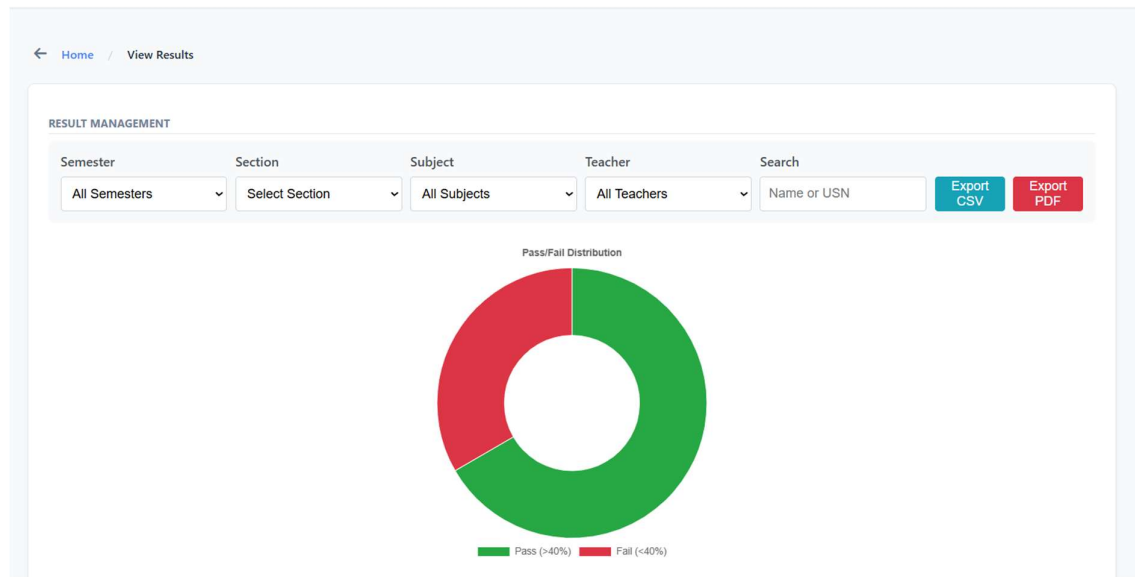 ← Home / View Results
RESULT MANAGEMENT
Semester Section Subject Teacher Search
All Semesters Select Section All Subjects All Teachers Name or USN Export CSV Export PDF
Pass/Fail Distribution
Pass (>40%) Fail (<40%)